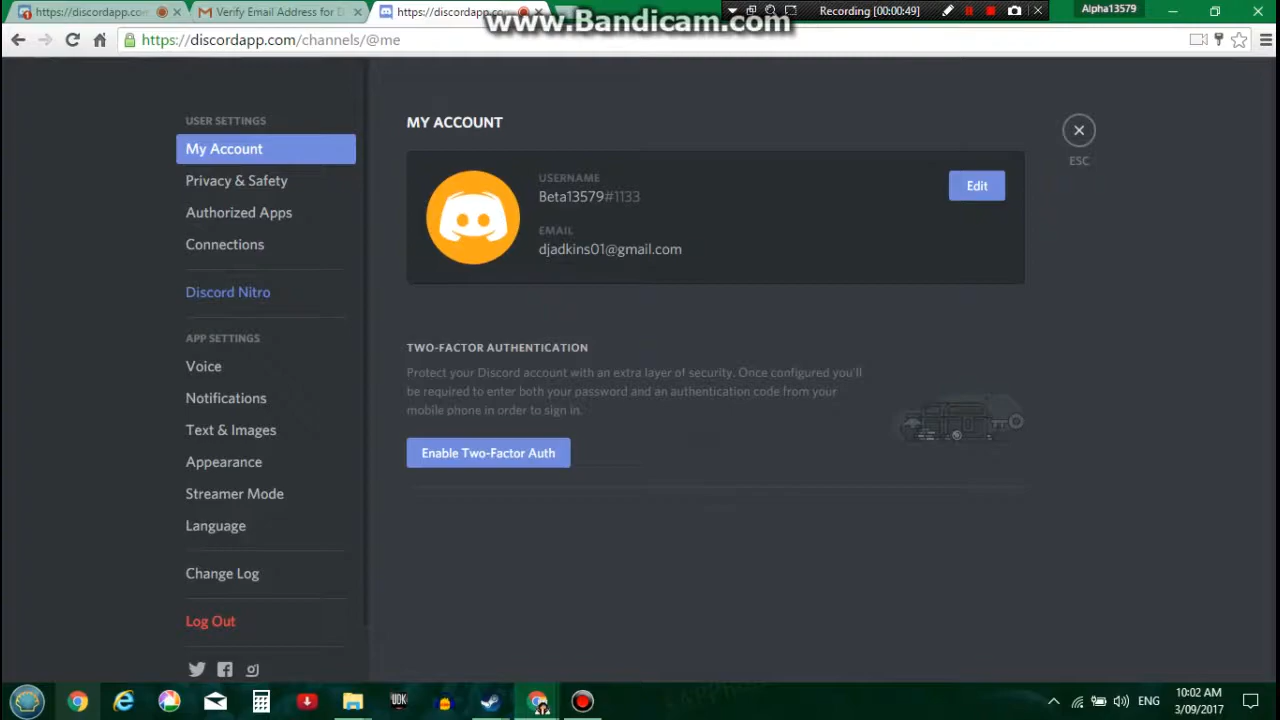 https://discordapp.com
Verify Email Address for D
https://discordapp.co
www.Bandicam.com
Recording [00:00:49]
Alpha13579
https://discordapp.com/channels/@me
USER SETTINGS
My Account
Privacy & Safety
Authorized Apps
Connections
Discord Nitro
APP SETTINGS
Voice
Notifications
Text & Images
Appearance
Streamer Mode
Language
Change Log
Log Out
MY ACCOUNT
USERNAME
Beta13579#1133
EMAIL
djadkins01@gmail.com
Edit
ESC
TWO-FACTOR AUTHENTICATION
Protect your Discord account with an extra layer of security. Once configured you'll
be required to enter both your password and an authentication code from your
mobile phone in order to sign in.
Enable Two-Factor Auth
UDK
ENG
10:02 AM
3/09/2017